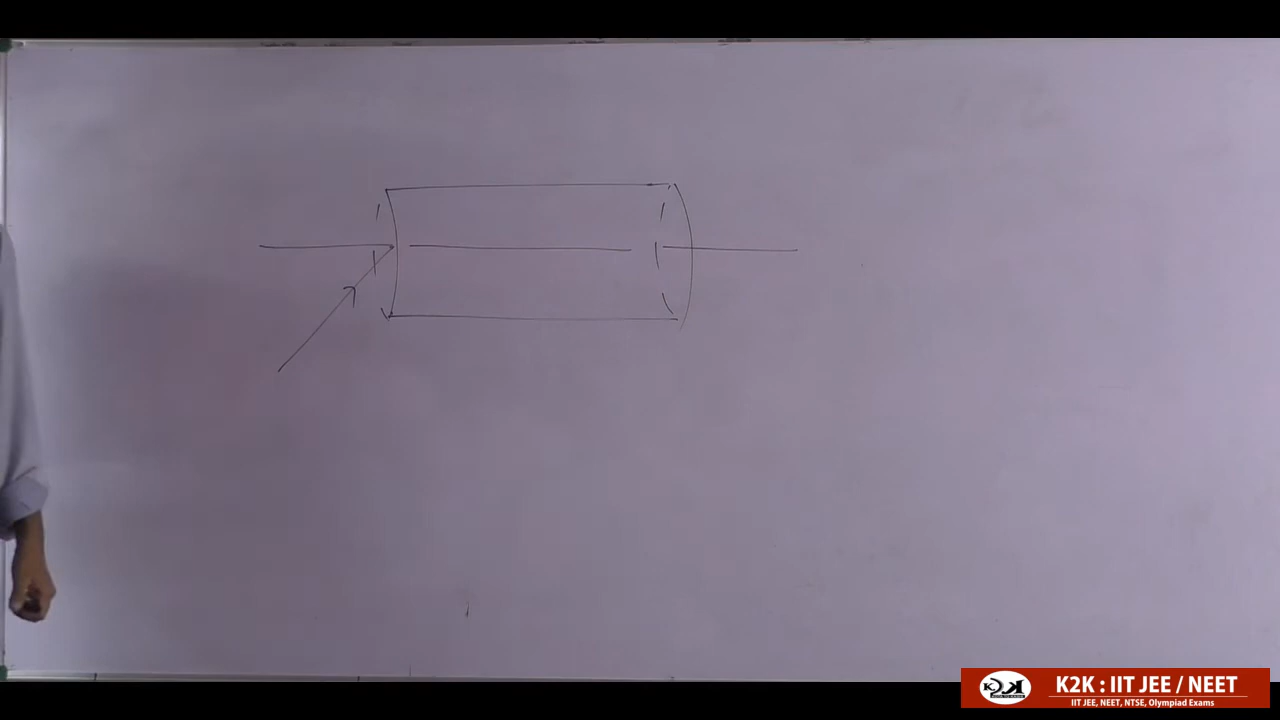 K2K : IIT JEE / NEET
IIT JEE, NEET, NTSE, Olympiad Exams